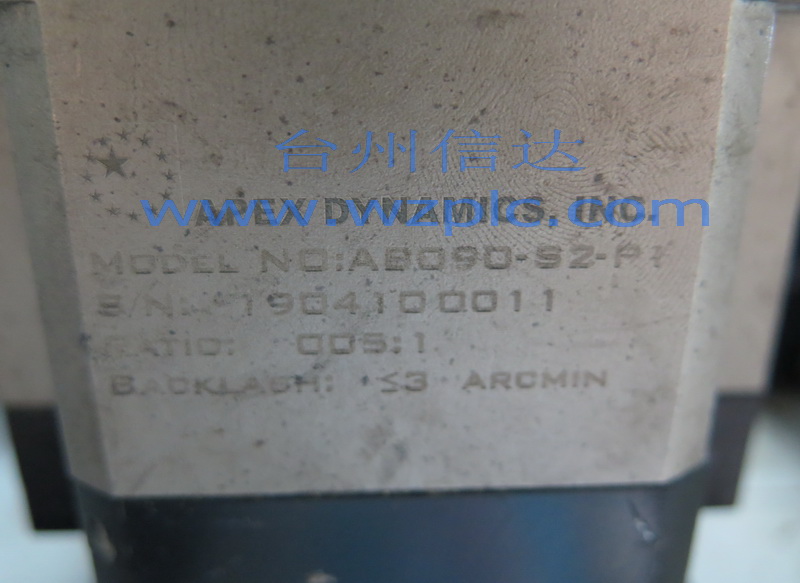 台州信达
www.wzplc.com
APEX DYNAMICS, INC.
MODEL NO:AB090-S2-P1
S/N: 1904100011
RATIO: 005:1
BACKLASH: ≤3 ARCMIN